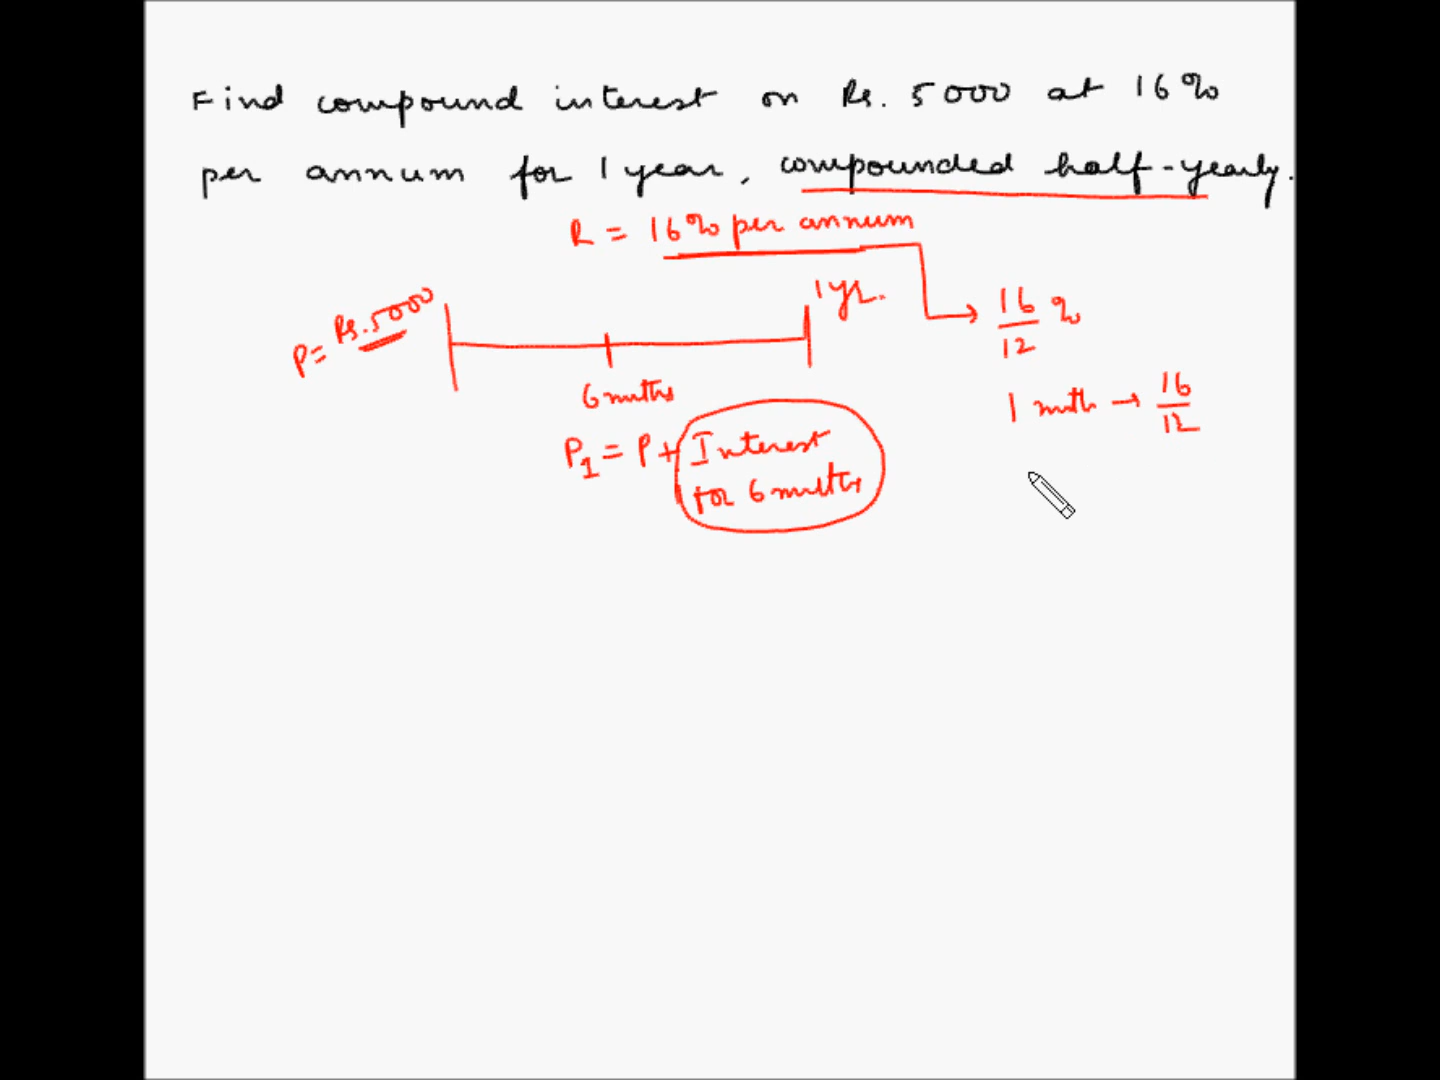 Find compound interest on Rs. 5000 at 16%
per annum for 1 year, compounded half-yearly.
R = 16% per annum
P = Rs. 5000
1 yr.
16/12 %
6 mnths
1 mnth → 16/12
P1 = P + Interest
for 6 mnths